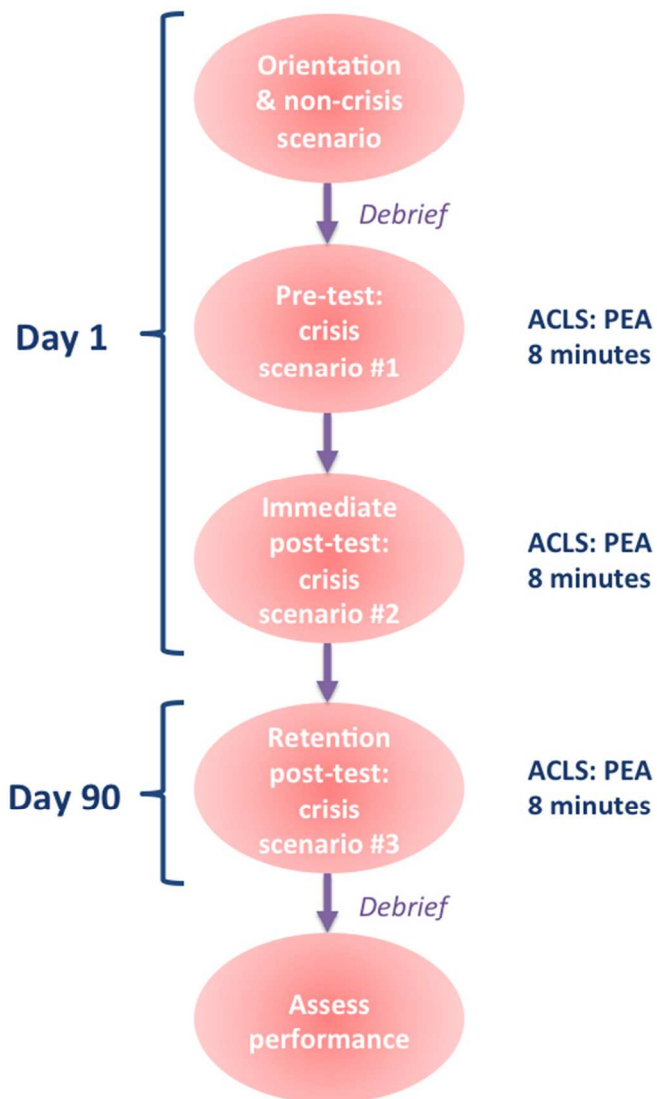 Orientation
& non-crisis
scenario
Debrief
Day 1
Pre-test:
crisis
scenario #1
ACLS: PEA
8 minutes
Immediate
post-test:
crisis
scenario #2
ACLS: PEA
8 minutes
Day 90
Retention
post-test:
crisis
scenario #3
ACLS: PEA
8 minutes
Debrief
Assess
performance